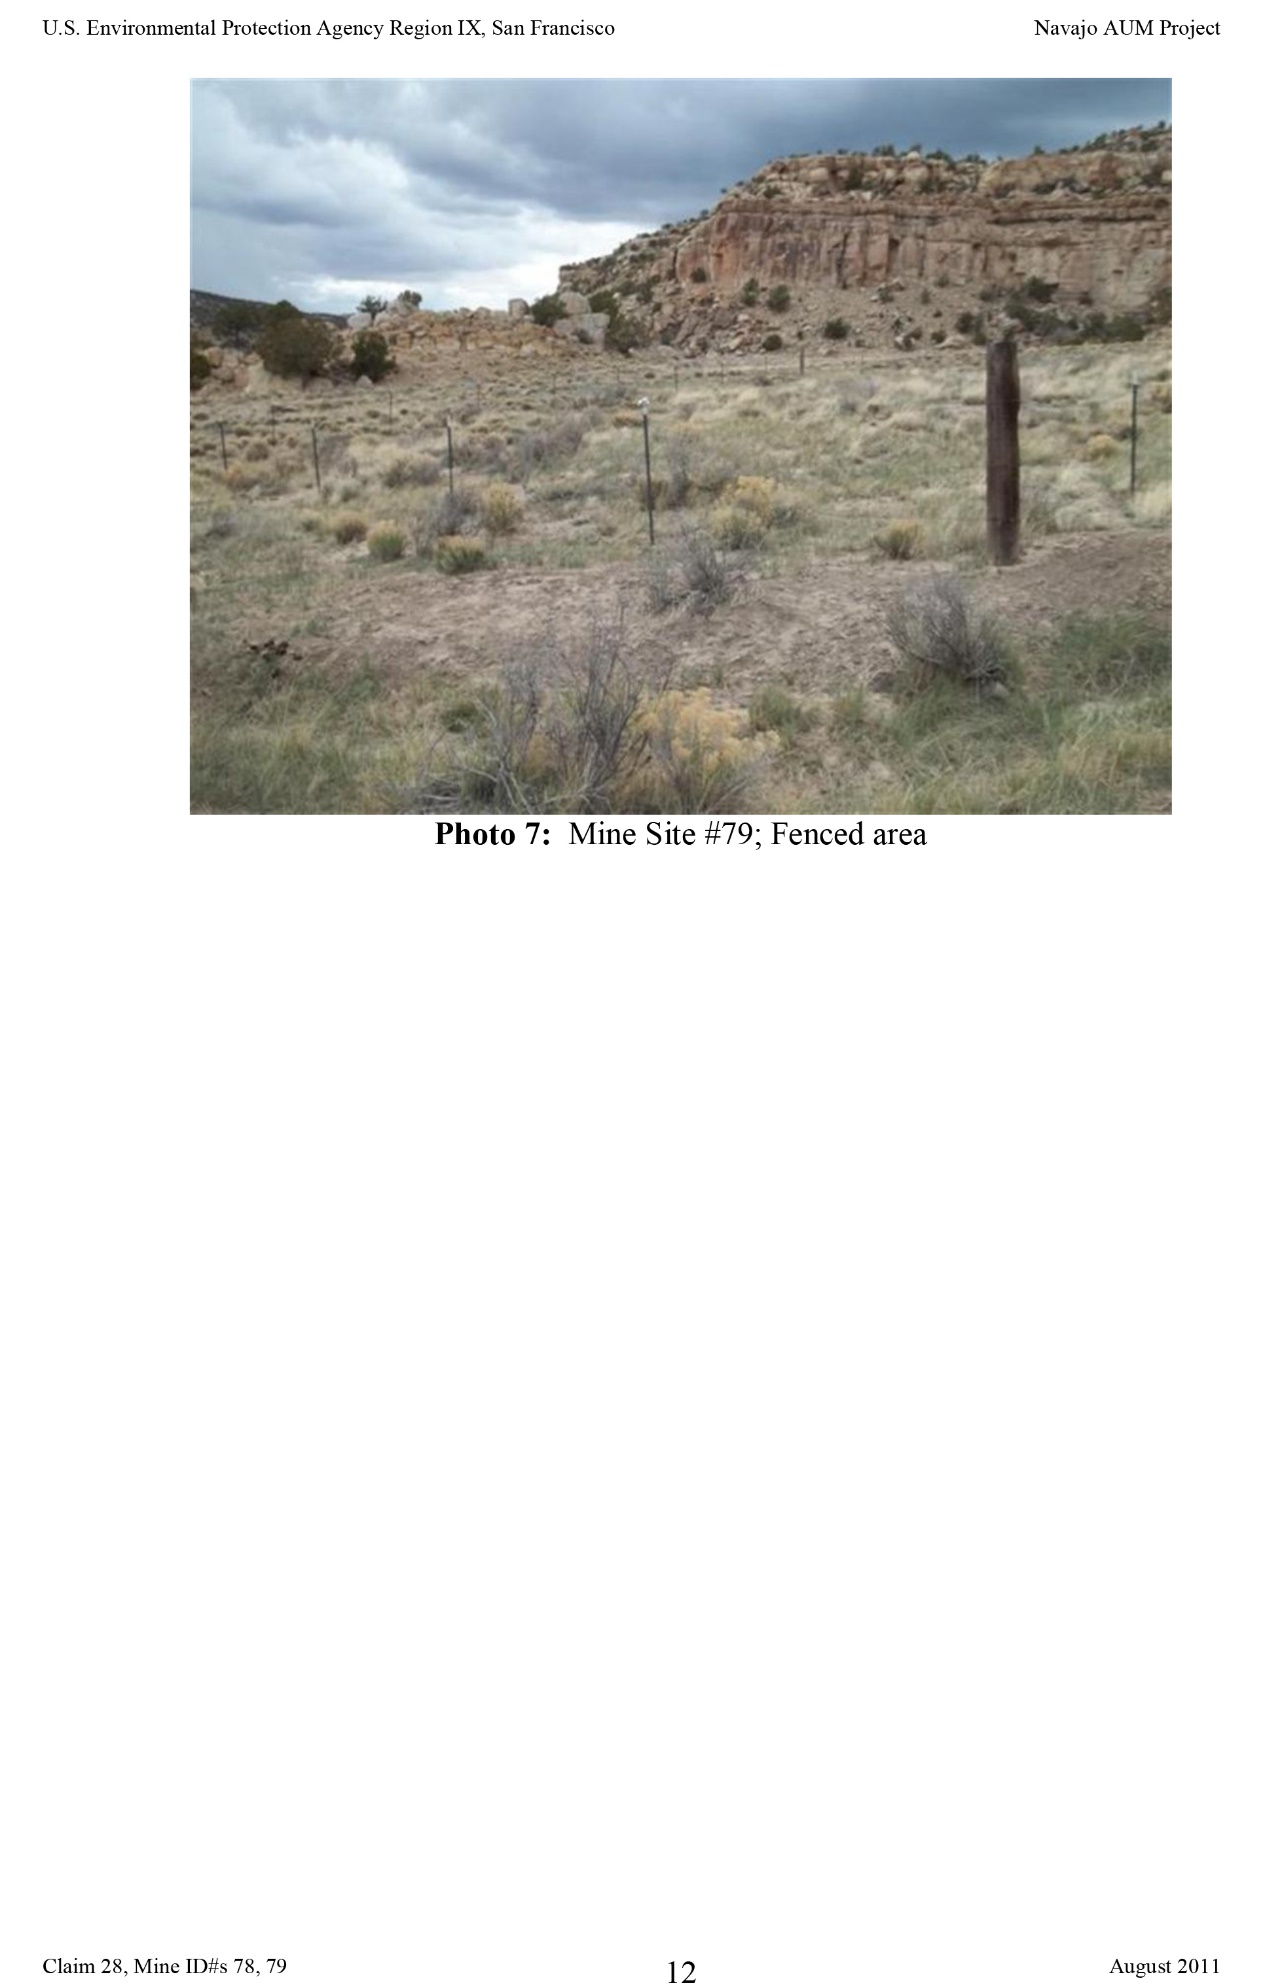 U.S. Environmental Protection Agency Region IX, San Francisco Navajo AUM Project
Photo 7: Mine Site #79; Fenced area
Claim 28, Mine ID#s 78, 79 12 August 2011